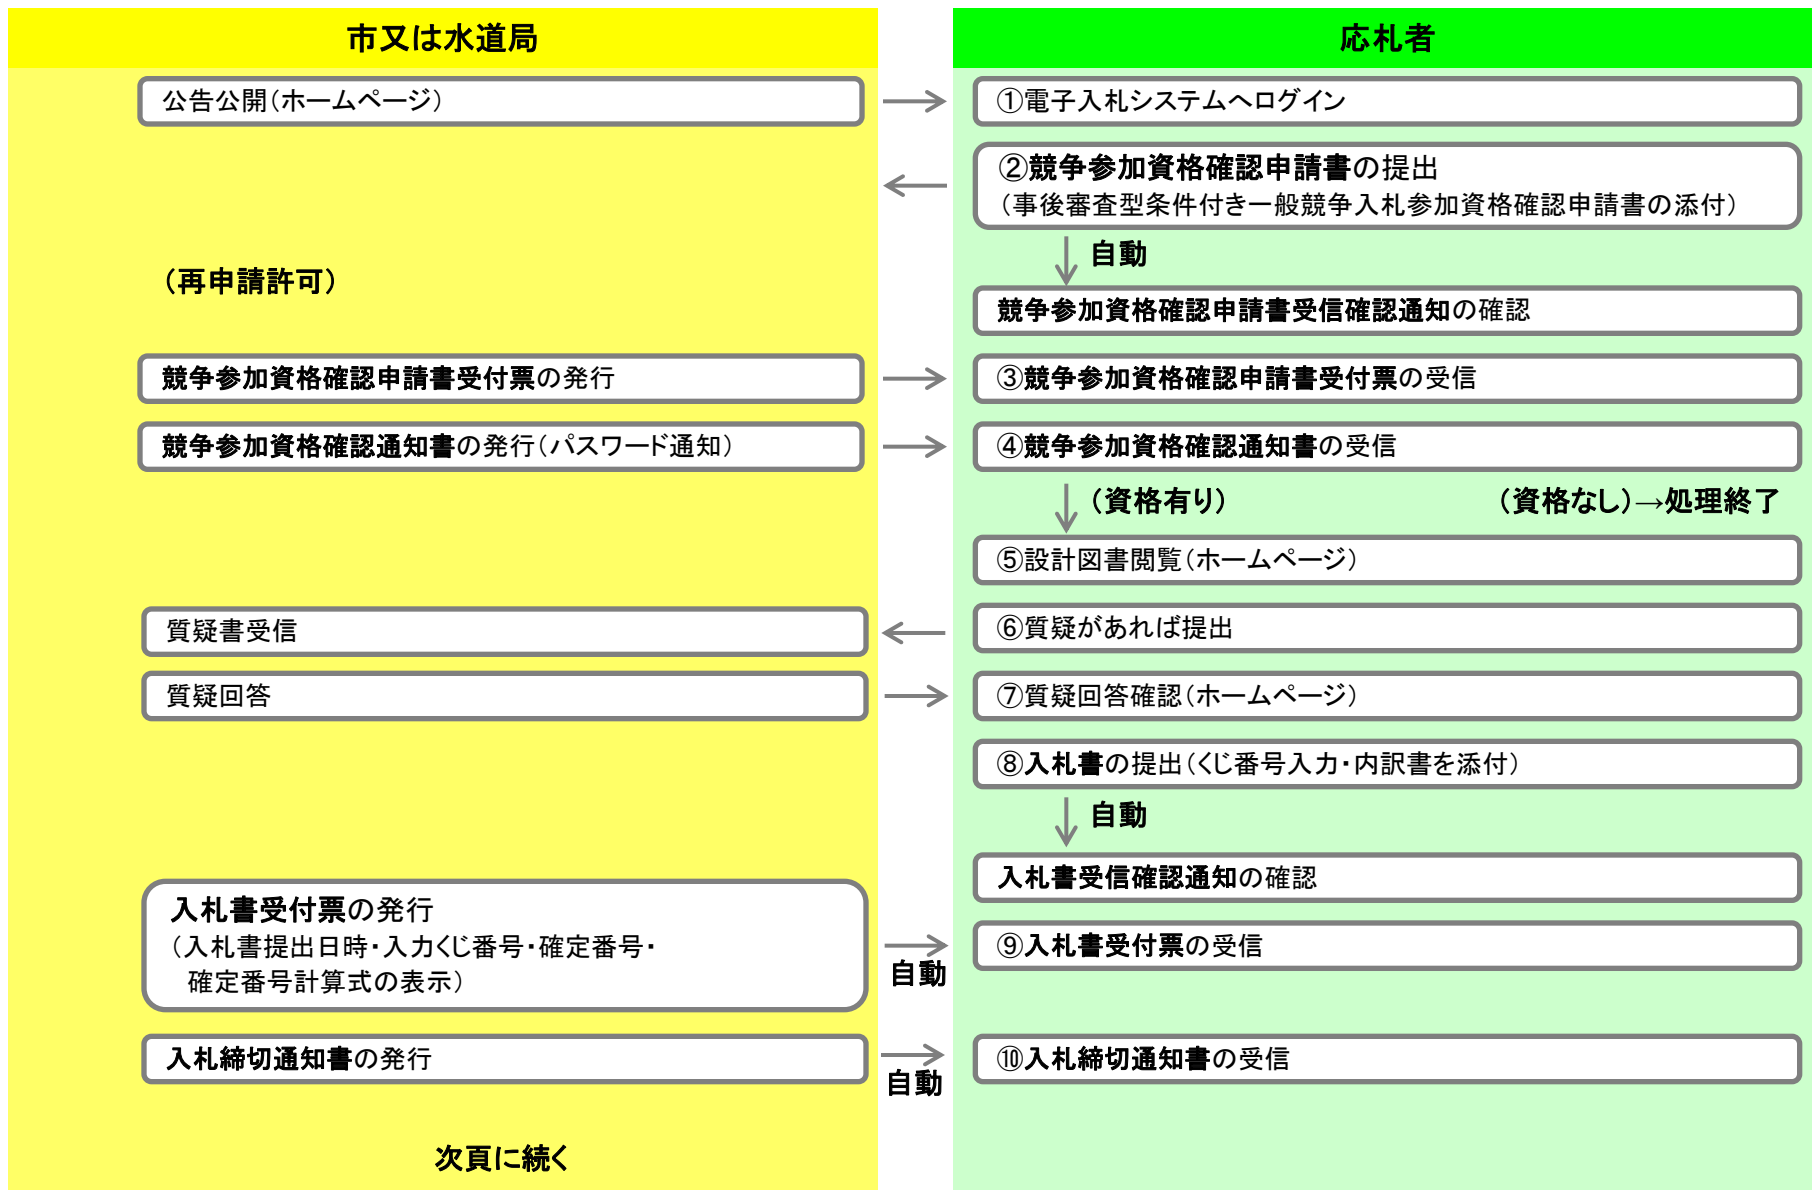 市又は水道局
応札者
公告公開（ホームページ）
①電子入札システムへログイン
②競争参加資格確認申請書の提出
（事後審査型条件付き一般競争入札参加資格確認申請書の添付）
自動
（再申請許可）
競争参加資格確認申請書受信確認通知の確認
競争参加資格確認申請書受付票の発行
③競争参加資格確認申請書受付票の受信
競争参加資格確認通知書の発行（パスワード通知）
④競争参加資格確認通知書の受信
（資格有り）
（資格なし）→処理終了
⑤設計図書閲覧（ホームページ）
質疑書受信
⑥質疑があれば提出
質疑回答
⑦質疑回答確認（ホームページ）
⑧入札書の提出（くじ番号入力・内訳書を添付）
自動
入札書受信確認通知の確認
入札書受付票の発行
（入札書提出日時・入力くじ番号・確定番号・
確定番号計算式の表示）
自動
⑨入札書受付票の受信
入札締切通知書の発行
自動
⑩入札締切通知書の受信
次頁に続く